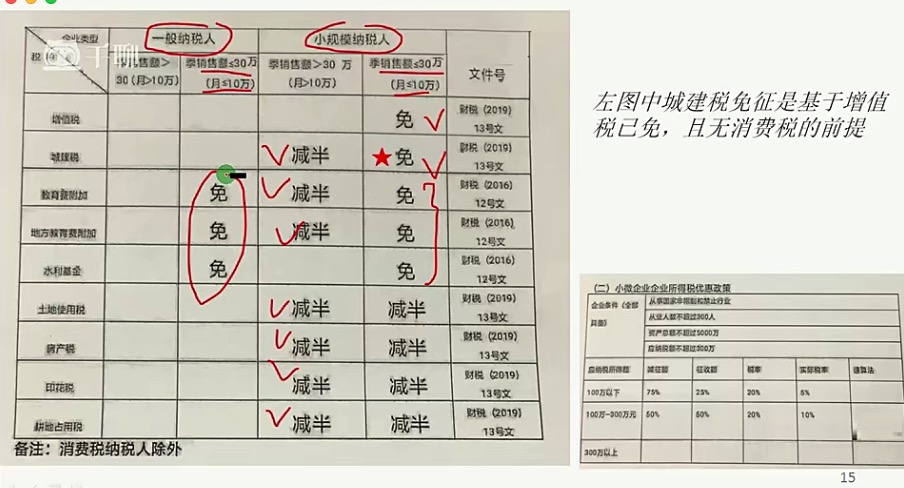 企业类型
一般纳税人
小规模纳税人
文件号
税
千聊
售额>
30 (月>10万)
季销售额≤30万
(月≤10万)
季销售额>30 万
(月>10万)
季销售额≤30万
(月≤10万)
增值税
免
财税 (2019)
13号文
城建税
减半
★免
财税 (2019)
13号文
教育费附加
免
减半
免
财税 (2016)
12号文
地方教育费附加
免
减半
免
财税 (2016)
12号文
水利基金
免
免
财税 (2016)
12号文
土地使用税
减半
减半
财税 (2019)
13号文
房产税
减半
减半
财税 (2019)
13号文
印花税
减半
减半
财税 (2019)
13号文
耕地占用税
减半
减半
财税 (2019)
13号文
备注：消费税纳税人除外
左图中城建税免征是基于增值
税已免，且无消费税的前提
(二) 小微企业企业所得税优惠政策
企业条件 (全部
具备)
从事国家非限制和禁止行业
从业人数不超过300人
资产总额不超过5000万
应纳税额不超过300万
应纳税所得额 减征额 征收额 税率 实际税率 速算法
100万以下 75% 25% 20% 5%
100万-300万元 50% 50% 20% 10%
300万以上
15